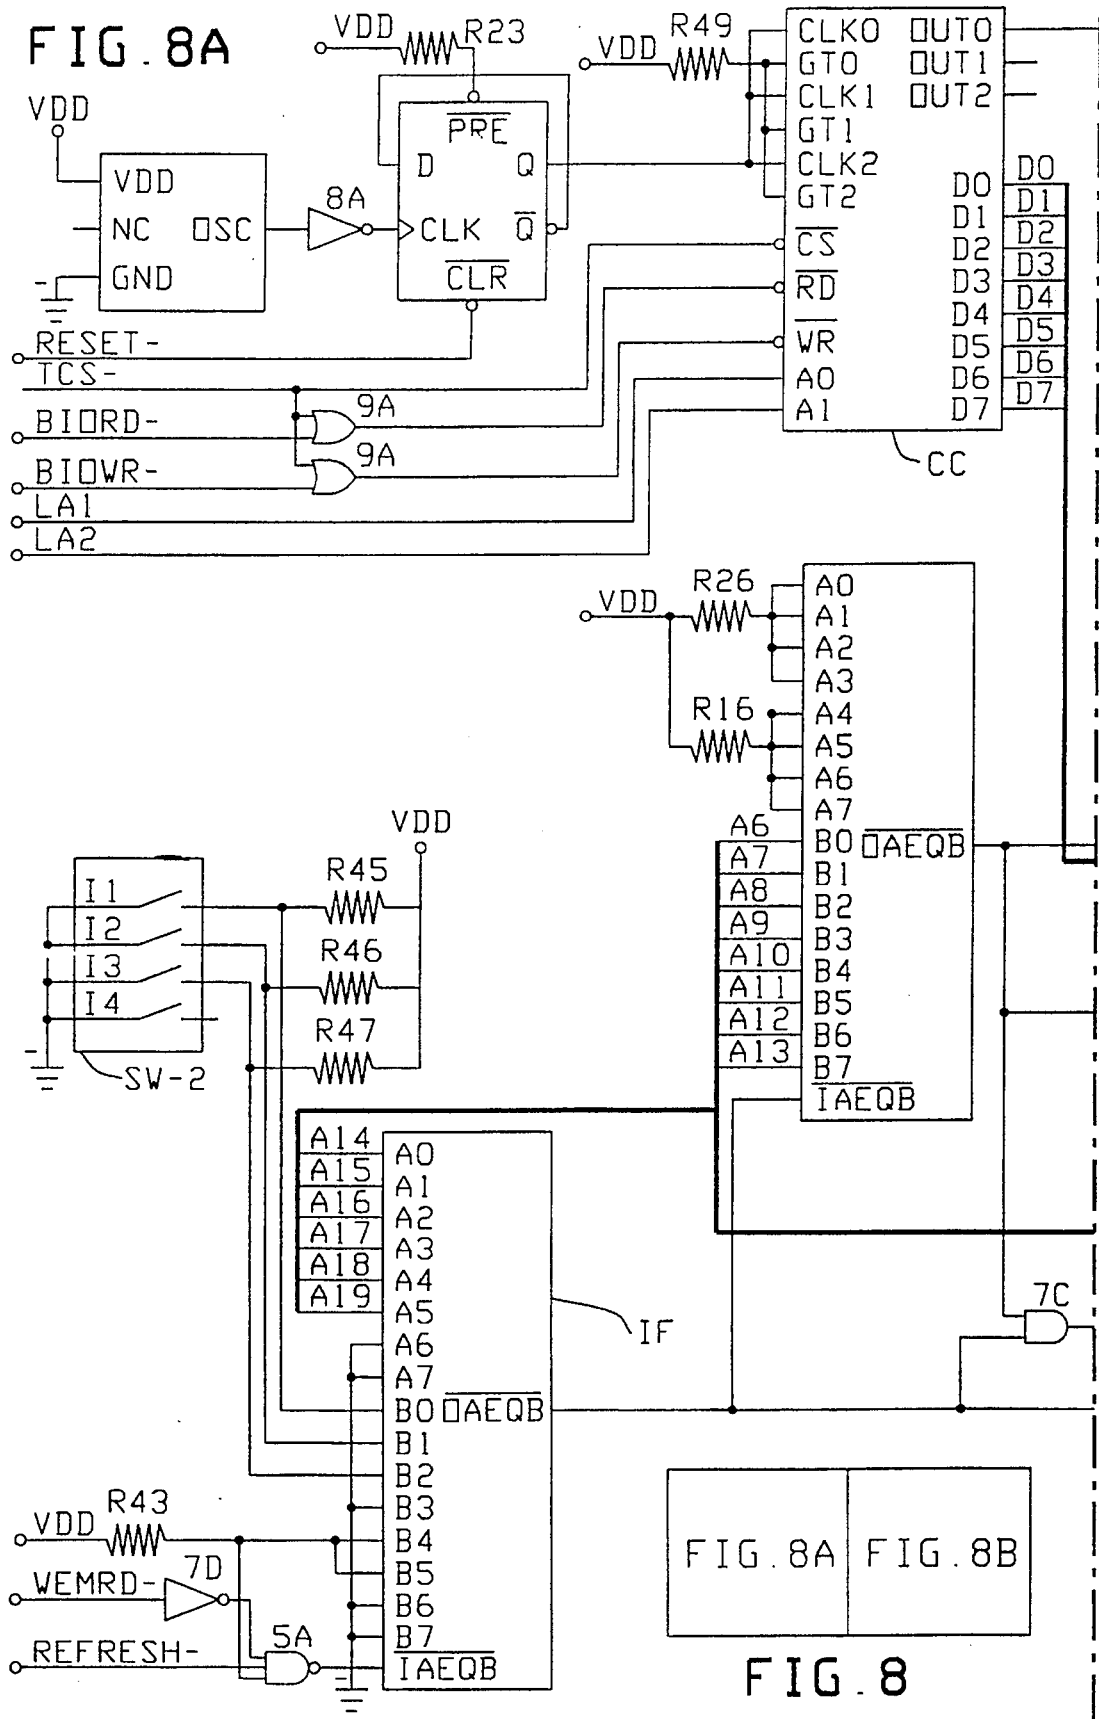 FIG. 8A
VDD R23
VDD R49
VDD
VDD
NC OSC
GND
8A
PRE
D Q
CLK Q
CLR
CLK0 OUT0
GT0 OUT1
CLK1 OUT2
GT1
CLK2
GT2
CS
RD
WR
A0
A1
D0 D0
D1 D1
D2 D2
D3 D3
D4 D4
D5 D5
D6 D6
D7 D7
CC
RESET-
TCS-
BIORD- 9A
BIOWR- 9A
LA1
LA2
VDD R26
R16
A0
A1
A2
A3
A4
A5
A6
A7
A6 B0 OAEQB
A7 B1
A8 B2
A9 B3
A10 B4
A11 B5
A12 B6
A13 B7
IAEQB
VDD
I1 R45
I2 R46
I3 R47
I4
SW-2
A14 A0
A15 A1
A16 A2
A17 A3
A18 A4
A19 A5
A6
A7
B0 OAEQB
B1
B2
B3
B4
B5
B6
B7
IAEQB
IF
7C
VDD R43
WEMRD- 7D
REFRESH- 5A
FIG. 8A FIG. 8B
FIG. 8